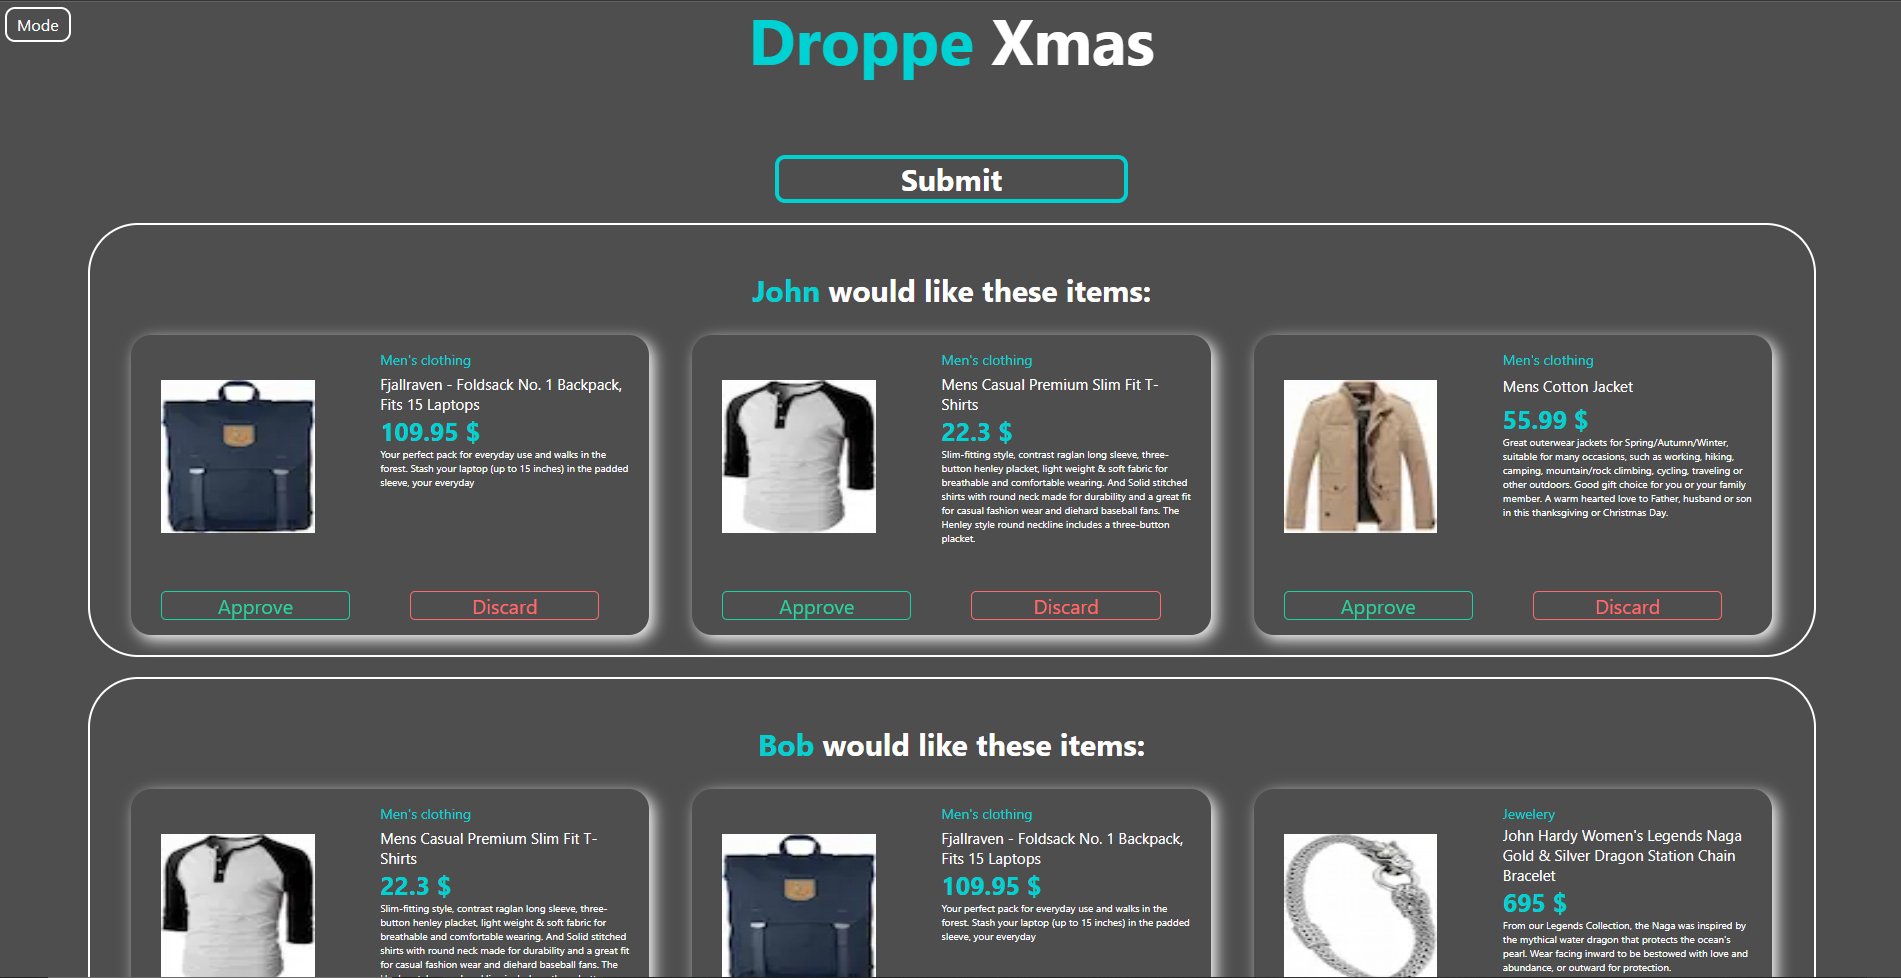 Mode
Droppe Xmas
Submit
John would like these items:
Men's clothing
Fjallraven - Foldsack No. 1 Backpack,
Fits 15 Laptops
109.95 $
Your perfect pack for everyday use and walks in the
forest. Stash your laptop (up to 15 inches) in the padded
sleeve, your everyday
Approve
Discard
Men's clothing
Mens Casual Premium Slim Fit T-
Shirts
22.3 $
Slim-fitting style, contrast raglan long sleeve, three-
button henley placket, light weight & soft fabric for
breathable and comfortable wearing. And Solid stitched
shirts with round neck made for durability and a great fit
for casual fashion wear and diehard baseball fans. The
Henley style round neckline includes a three-button
placket.
Approve
Discard
Men's clothing
Mens Cotton Jacket
55.99 $
Great outerwear jackets for Spring/Autumn/Winter,
suitable for many occasions, such as working, hiking,
camping, mountain/rock climbing, cycling, traveling or
other outdoors. Good gift choice for you or your family
member. A warm hearted love to Father, husband or son
in this thanksgiving or Christmas Day.
Approve
Discard
Bob would like these items:
Men's clothing
Mens Casual Premium Slim Fit T-
Shirts
22.3 $
Slim-fitting style, contrast raglan long sleeve, three-
button henley placket, light weight & soft fabric for
breathable and comfortable wearing. And Solid stitched
shirts with round neck made for durability and a great fit
for casual fashion wear and diehard baseball fans. The
Men's clothing
Fjallraven - Foldsack No. 1 Backpack,
Fits 15 Laptops
109.95 $
Your perfect pack for everyday use and walks in the
forest. Stash your laptop (up to 15 inches) in the padded
sleeve, your everyday
Jewelery
John Hardy Women's Legends Naga
Gold & Silver Dragon Station Chain
Bracelet
695 $
From our Legends Collection, the Naga was inspired by
the mythical water dragon that protects the ocean's
pearl. Wear facing inward to be bestowed with love and
abundance, or outward for protection.